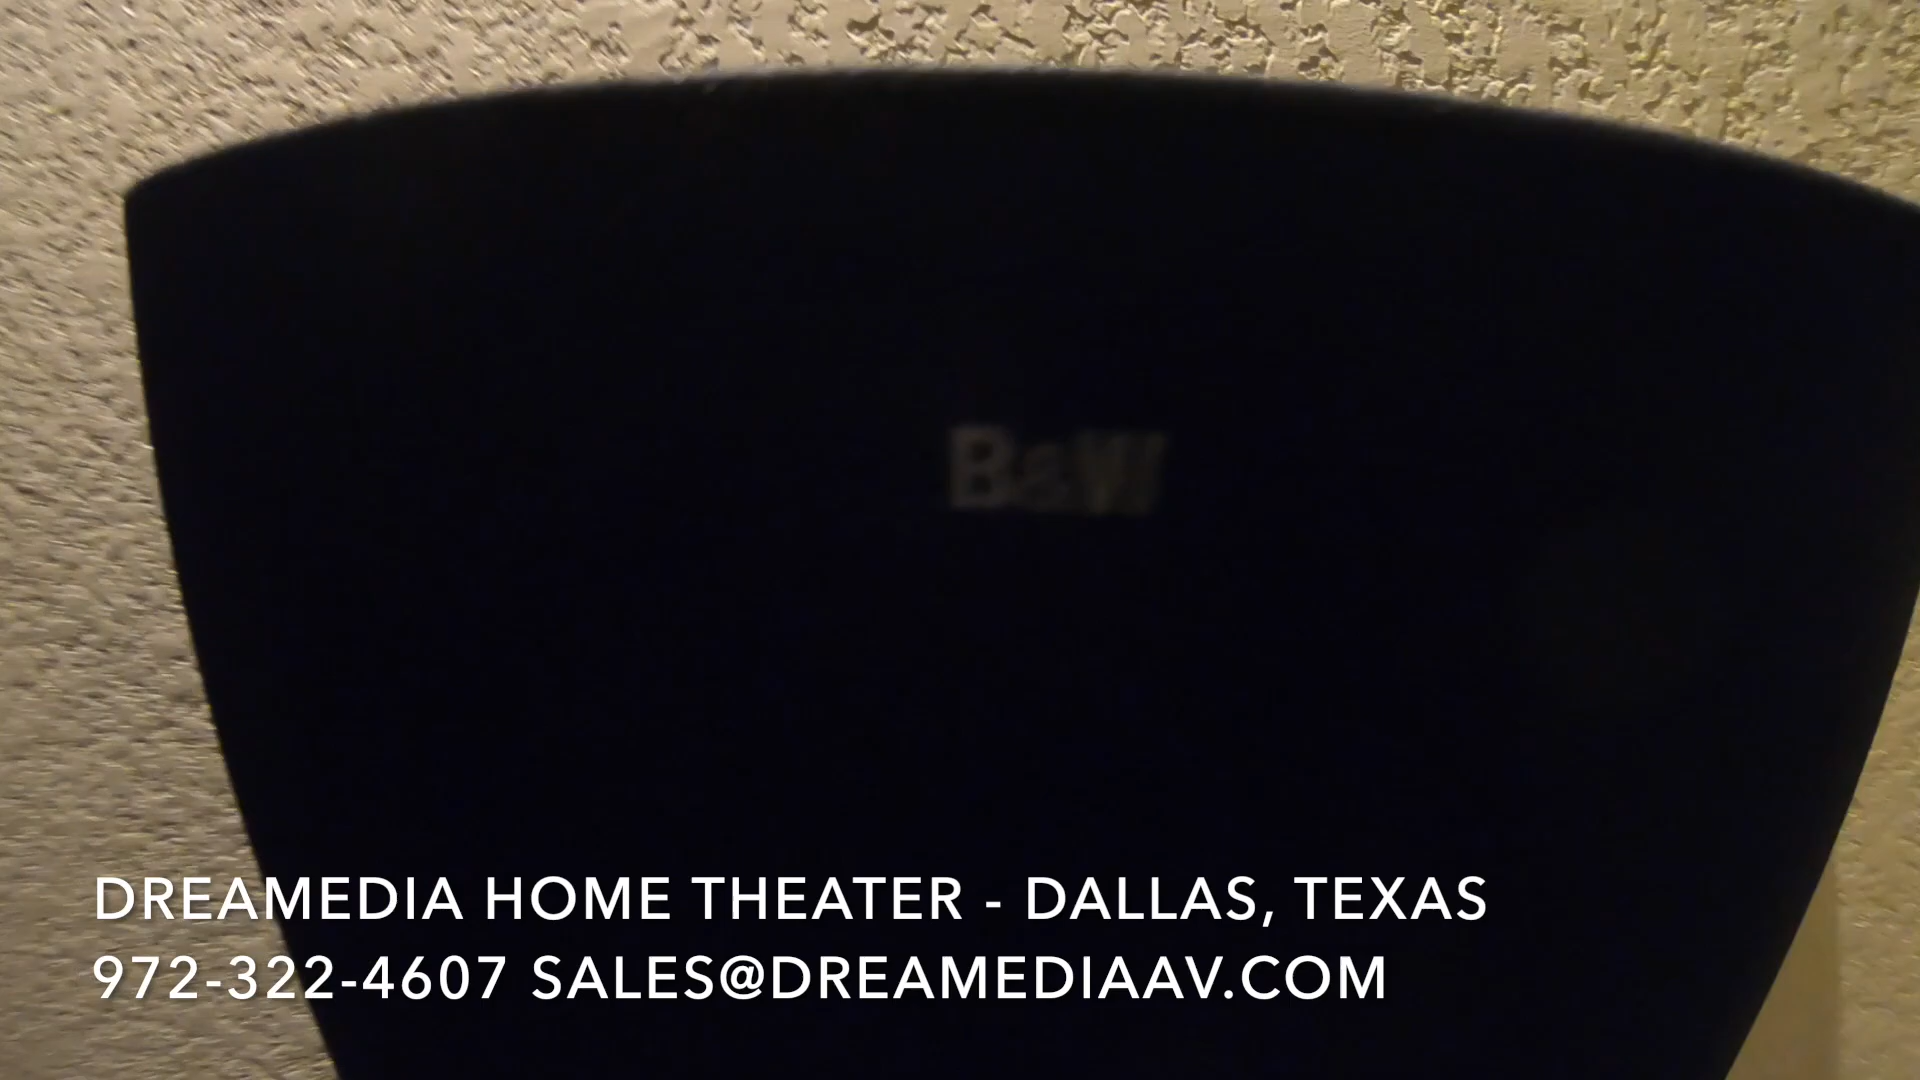 B&W
DREAMEDIA HOME THEATER - DALLAS, TEXAS
972-322-4607 SALES@DREAMEDIAAV.COM